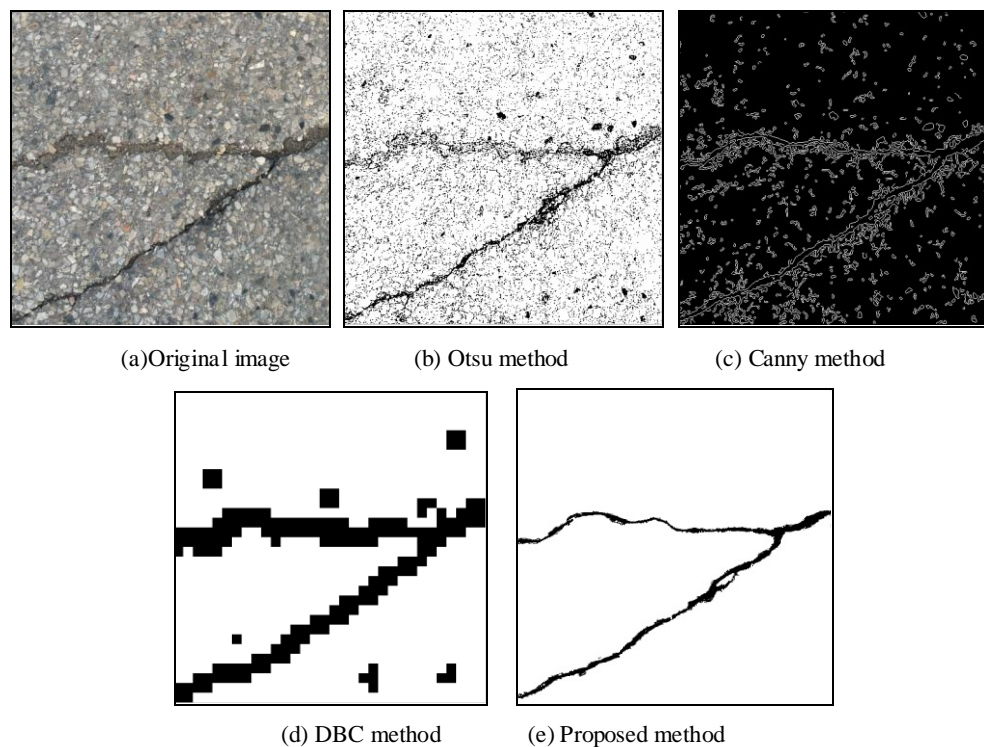 (a)Original image
(b) Otsu method
(c) Canny method
(d) DBC method
(e) Proposed method